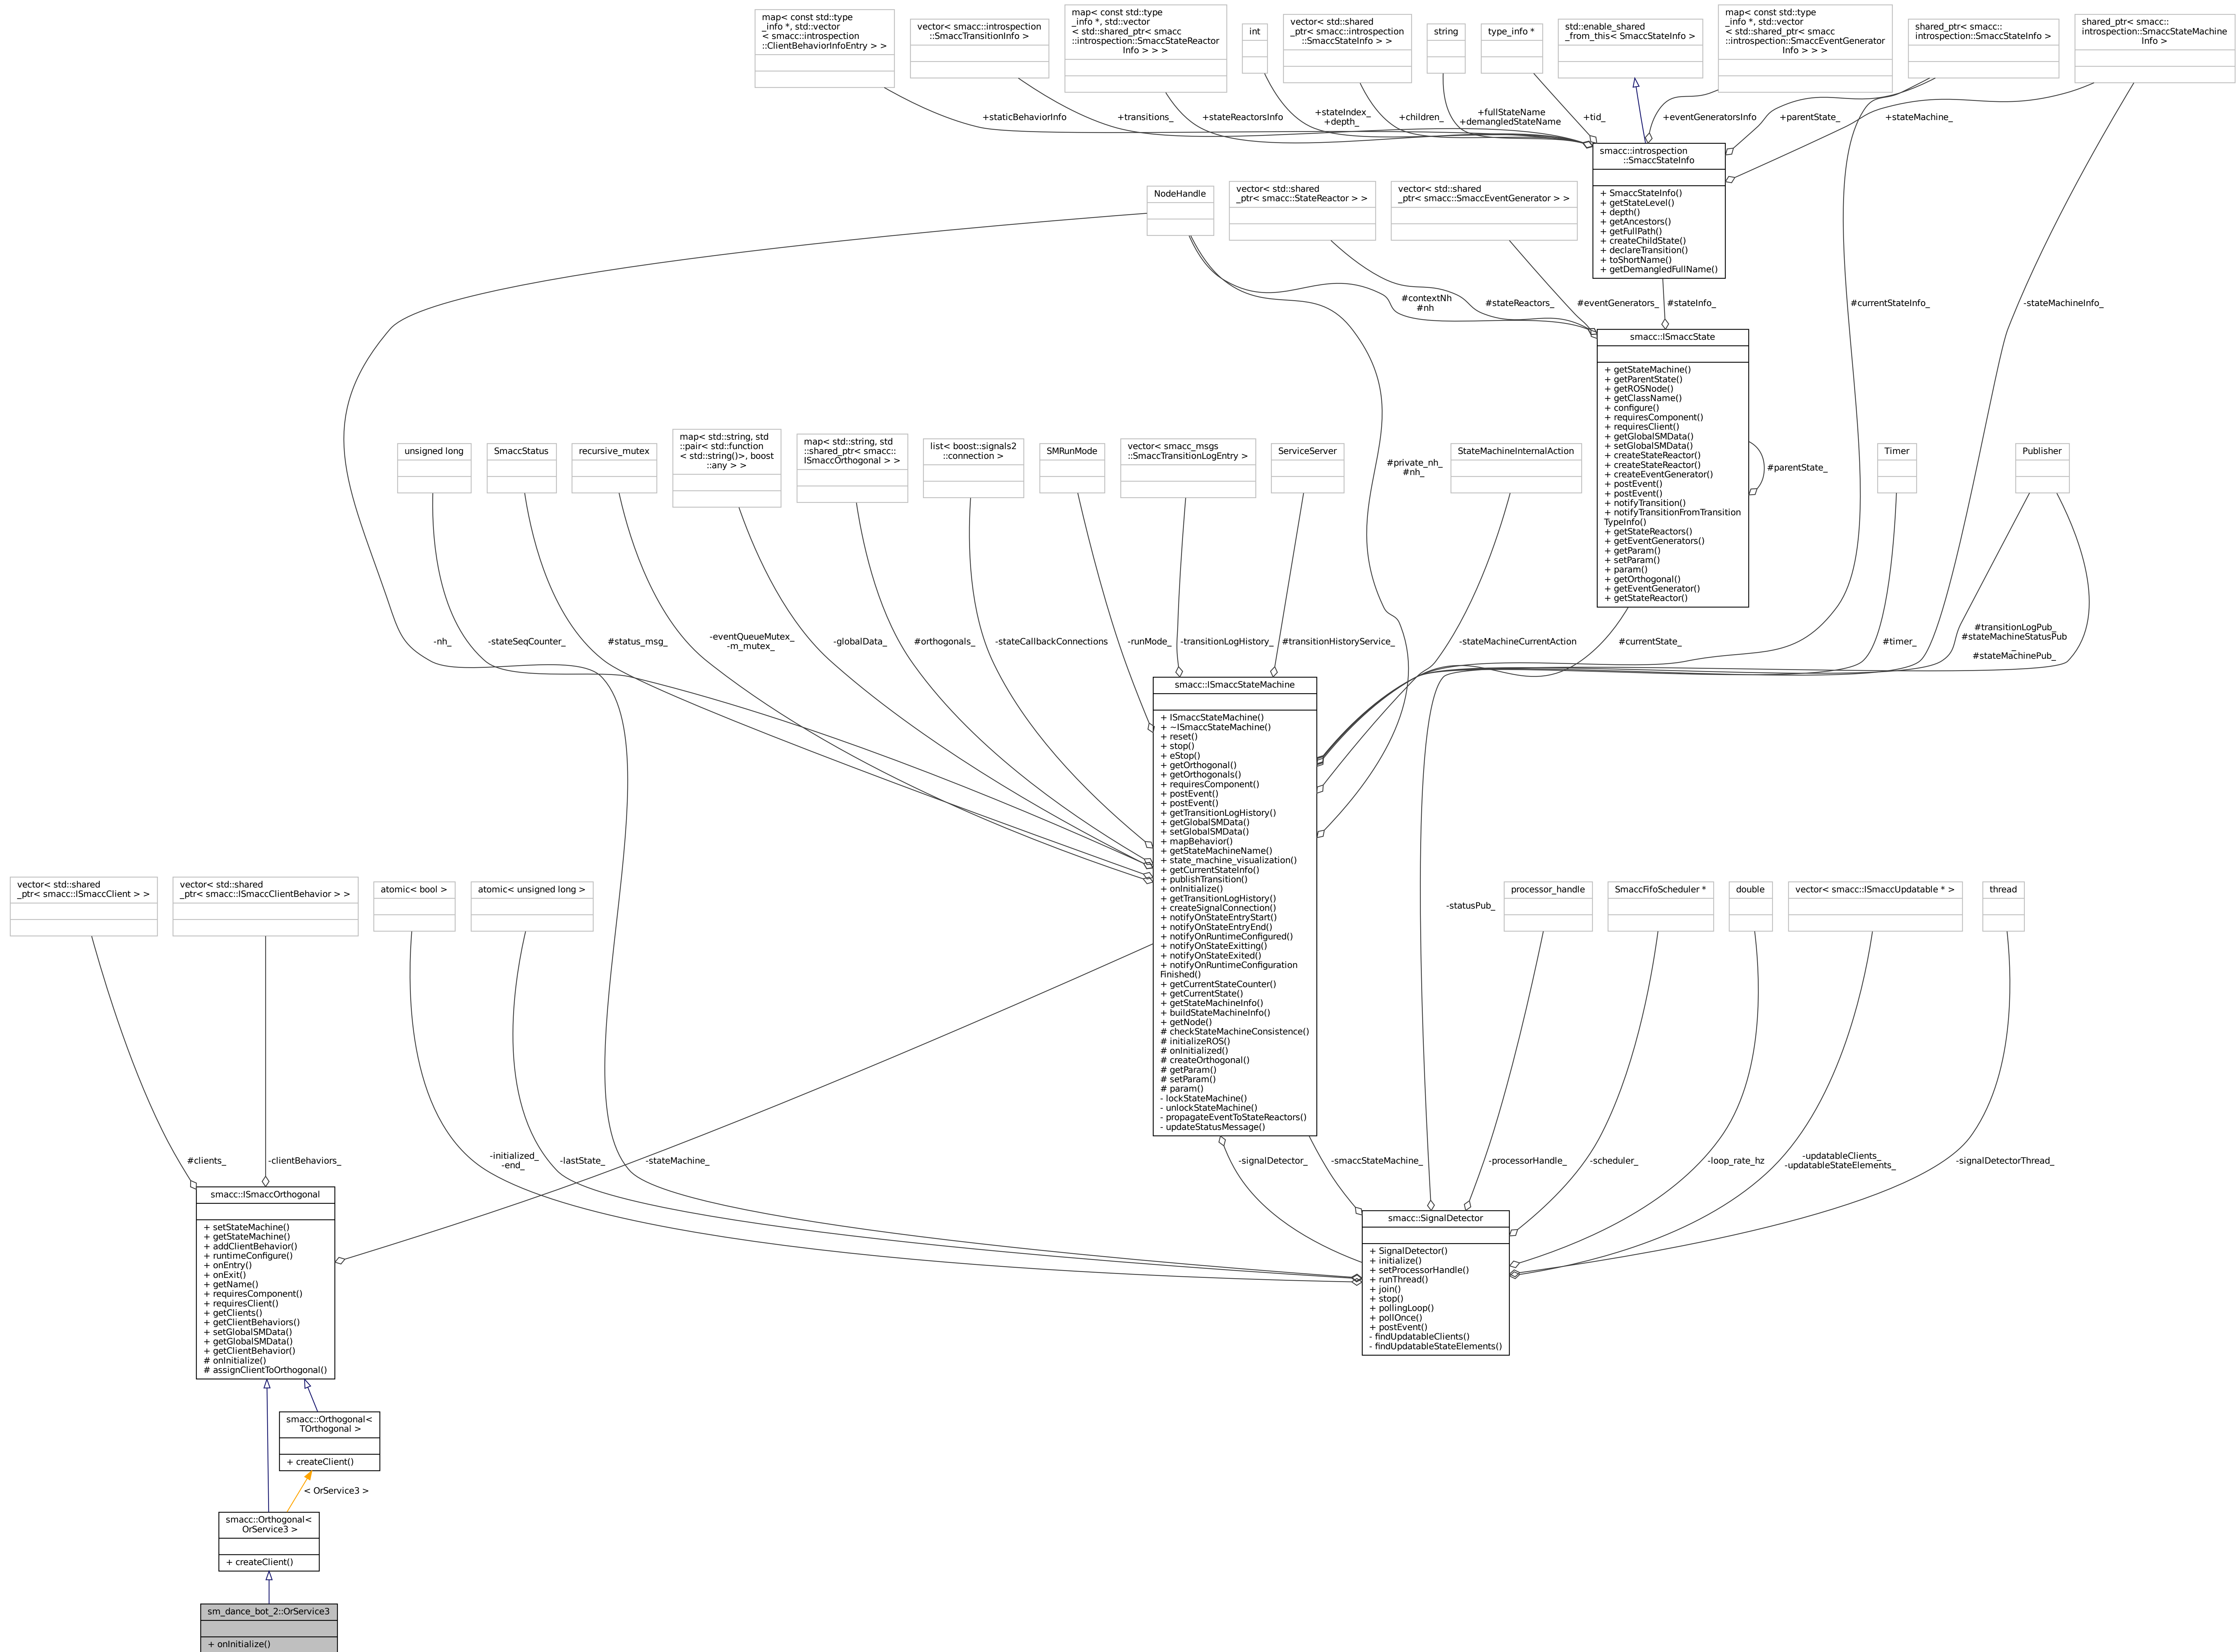 map< const std::type
_info *, std::vector
< smacc::introspection
::ClientBehaviorInfoEntry > >
vector< smacc::introspection
::SmaccTransitionInfo >
map< const std::type
_info *, std::vector
< std::shared_ptr< smacc
::introspection::SmaccStateReactor
Info > > >
int
vector< std::shared
_ptr< smacc::introspection
::SmaccStateInfo > >
string
type_info *
std::enable_shared
_from_this< SmaccStateInfo >
map< const std::type
_info *, std::vector
< std::shared_ptr< smacc
::introspection::SmaccEventGenerator
Info > > >
shared_ptr< smacc::
introspection::SmaccStateInfo >
shared_ptr< smacc::
introspection::SmaccStateMachine
Info >
+staticBehaviorInfo
+transitions_
+stateReactorsInfo
+stateIndex_
+depth_
+children_
+fullStateName
+demangledStateName
+tid_
+eventGeneratorsInfo
+parentState_
+stateMachine_
smacc::introspection
::SmaccStateInfo
+ SmaccStateInfo()
+ getStateLevel()
+ depth()
+ getAncestors()
+ getFullPath()
+ createChildState()
+ declareTransition()
+ toShortName()
+ getDemangledFullName()
NodeHandle
vector< std::shared
_ptr< smacc::StateReactor > >
vector< std::shared
_ptr< smacc::SmaccEventGenerator > >
#contextNh
#nh
#stateReactors_
#eventGenerators_
#stateInfo_
#currentStateInfo_
-stateMachineInfo_
smacc::ISmaccState
+ getStateMachine()
+ getParentState()
+ getROSNode()
+ getClassName()
+ configure()
+ requiresComponent()
+ requiresClient()
+ getGlobalSMData()
+ setGlobalSMData()
+ createStateReactor()
+ createStateReactor()
+ createEventGenerator()
+ postEvent()
+ postEvent()
+ notifyTransition()
+ notifyTransitionFromTransition
TypeInfo()
+ getStateReactors()
+ getEventGenerators()
+ getParam()
+ setParam()
+ param()
+ getOrthogonal()
+ getEventGenerator()
+ getStateReactor()
#parentState_
unsigned long
SmaccStatus
recursive_mutex
map< std::string, std
::pair< std::function
< std::string()>, boost
::any > >
map< std::string, std
::shared_ptr< smacc::
ISmaccOrthogonal > >
list< boost::signals2
::connection >
SMRunMode
vector< smacc_msgs
::SmaccTransitionLogEntry >
ServiceServer
#private_nh_
#nh_
StateMachineInternalAction
Timer
Publisher
-nh_
-stateSeqCounter_
#status_msg_
-eventQueueMutex_
-m_mutex_
-globalData_
#orthogonals_
-stateCallbackConnections
-runMode_
-transitionLogHistory_
#transitionHistoryService_
-stateMachineCurrentAction
#currentState_
#timer_
#transitionLogPub_
#stateMachineStatusPub
_
#stateMachinePub_
smacc::ISmaccStateMachine
+ ISmaccStateMachine()
+ ~ISmaccStateMachine()
+ reset()
+ stop()
+ eStop()
+ getOrthogonal()
+ getOrthogonals()
+ requiresComponent()
+ postEvent()
+ postEvent()
+ getTransitionLogHistory()
+ getGlobalSMData()
+ setGlobalSMData()
+ mapBehavior()
+ getStateMachineName()
+ state_machine_visualization()
+ getCurrentStateInfo()
+ publishTransition()
+ onInitialize()
+ getTransitionLogHistory()
+ createSignalConnection()
+ notifyOnStateEntryStart()
+ notifyOnStateEntryEnd()
+ notifyOnRuntimeConfigured()
+ notifyOnStateExitting()
+ notifyOnStateExited()
+ notifyOnRuntimeConfiguration
Finished()
+ getCurrentStateCounter()
+ getCurrentState()
+ getStateMachineInfo()
+ buildStateMachineInfo()
+ getNode()
# checkStateMachineConsistence()
# initializeROS()
# onInitialized()
# createOrthogonal()
# getParam()
# setParam()
# param()
- lockStateMachine()
- unlockStateMachine()
- propagateEventToStateReactors()
- updateStatusMessage()
vector< std::shared
_ptr< smacc::ISmaccClient > >
vector< std::shared
_ptr< smacc::ISmaccClientBehavior > >
atomic< bool >
atomic< unsigned long >
-statusPub_
processor_handle
SmaccFifoScheduler *
double
vector< smacc::ISmaccUpdatable * >
thread
#clients_
-clientBehaviors_
-initialized_
-end_
-lastState_
-stateMachine_
-signalDetector_
-smaccStateMachine_
-processorHandle_
-scheduler_
-loop_rate_hz
-updatableClients_
-updatableStateElements_
-signalDetectorThread_
smacc::ISmaccOrthogonal
+ setStateMachine()
+ getStateMachine()
+ addClientBehavior()
+ runtimeConfigure()
+ onEntry()
+ onExit()
+ getName()
+ requiresComponent()
+ requiresClient()
+ getClients()
+ getClientBehaviors()
+ setGlobalSMData()
+ getGlobalSMData()
+ getClientBehavior()
# onInitialize()
# assignClientToOrthogonal()
smacc::SignalDetector
+ SignalDetector()
+ initialize()
+ setProcessorHandle()
+ runThread()
+ join()
+ stop()
+ pollingLoop()
+ pollOnce()
+ postEvent()
- findUpdatableClients()
- findUpdatableStateElements()
smacc::Orthogonal<
TOrthogonal >
+ createClient()
< OrService3 >
smacc::Orthogonal<
OrService3 >
+ createClient()
sm_dance_bot_2::OrService3
+ onInitialize()